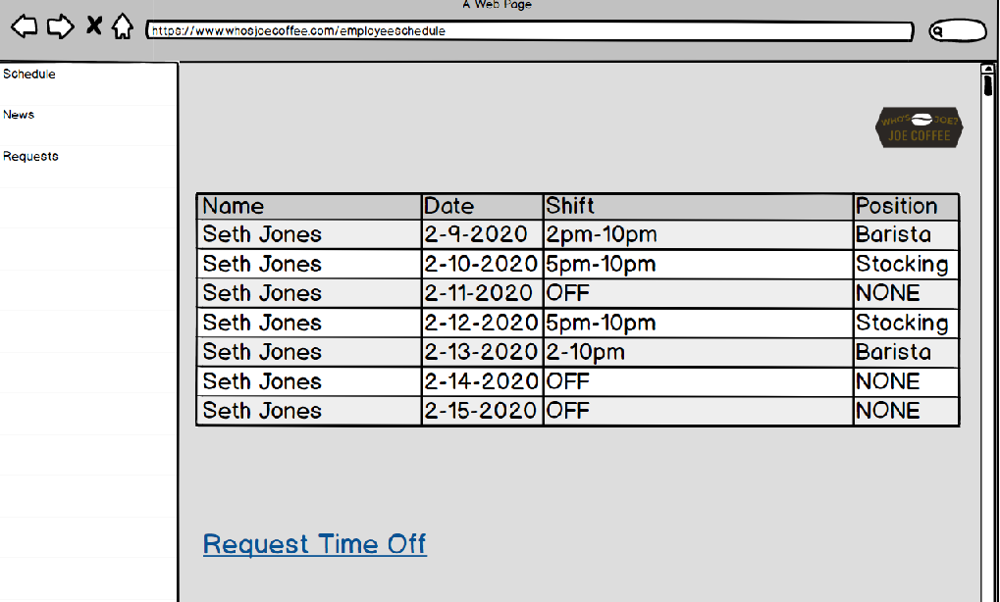 A Web Page
https://www.whosjoecoffee.com/employeeschedule
Schedule
News
Requests
WHO'S JOE?
JOE COFFEE
Name Date Shift Position
Seth Jones 2-9-2020 2pm-10pm Barista
Seth Jones 2-10-2020 5pm-10pm Stocking
Seth Jones 2-11-2020 OFF NONE
Seth Jones 2-12-2020 5pm-10pm Stocking
Seth Jones 2-13-2020 2-10pm Barista
Seth Jones 2-14-2020 OFF NONE
Seth Jones 2-15-2020 OFF NONE
Request Time Off